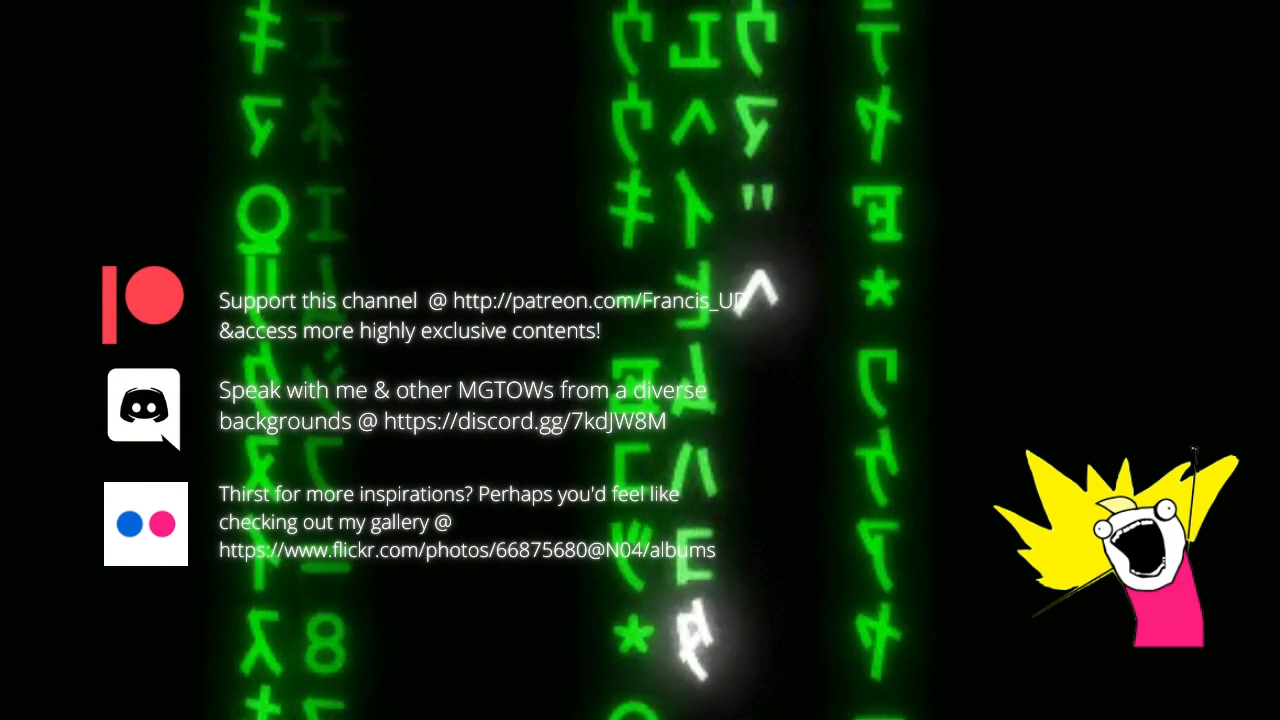 Support this channel  @ http://patreon.com/Francis_UD
&access more highly exclusive contents!
Speak with me & other MGTOWs from a diverse
backgrounds @ https://discord.gg/7kdJW8M
Thirst for more inspirations? Perhaps you'd feel like
checking out my gallery @
https://www.flickr.com/photos/66875680@N04/albums